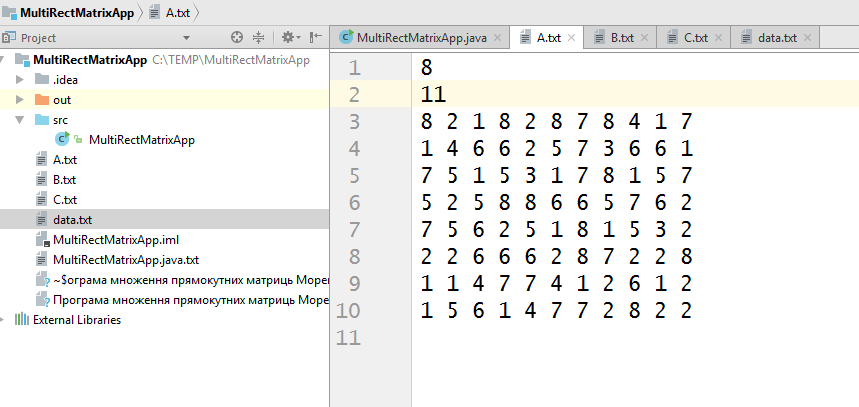 MultiRectMatrixApp A.txt
Project
MultiRectMatrixApp.java A.txt B.txt C.txt data.txt
MultiRectMatrixApp C:\TEMP\MultiRectMatrixApp
.idea
out
src
MultiRectMatrixApp
A.txt
B.txt
C.txt
data.txt
MultiRectMatrixApp.iml
MultiRectMatrixApp.java.txt
~$ограма множення прямокутних матриць Море
Програма множення прямокутних матриць Море
External Libraries
1 8
2 11
3 8 2 1 8 2 8 7 8 4 1 7
4 1 4 6 6 2 5 7 3 6 6 1
5 7 5 1 5 3 1 7 8 1 5 7
6 5 2 5 8 8 6 6 5 7 6 2
7 7 5 6 2 5 1 8 1 5 3 2
8 2 2 6 6 6 2 8 7 2 2 8
9 1 1 4 7 7 4 1 2 6 1 2
10 1 5 6 1 4 7 7 2 8 2 2
11